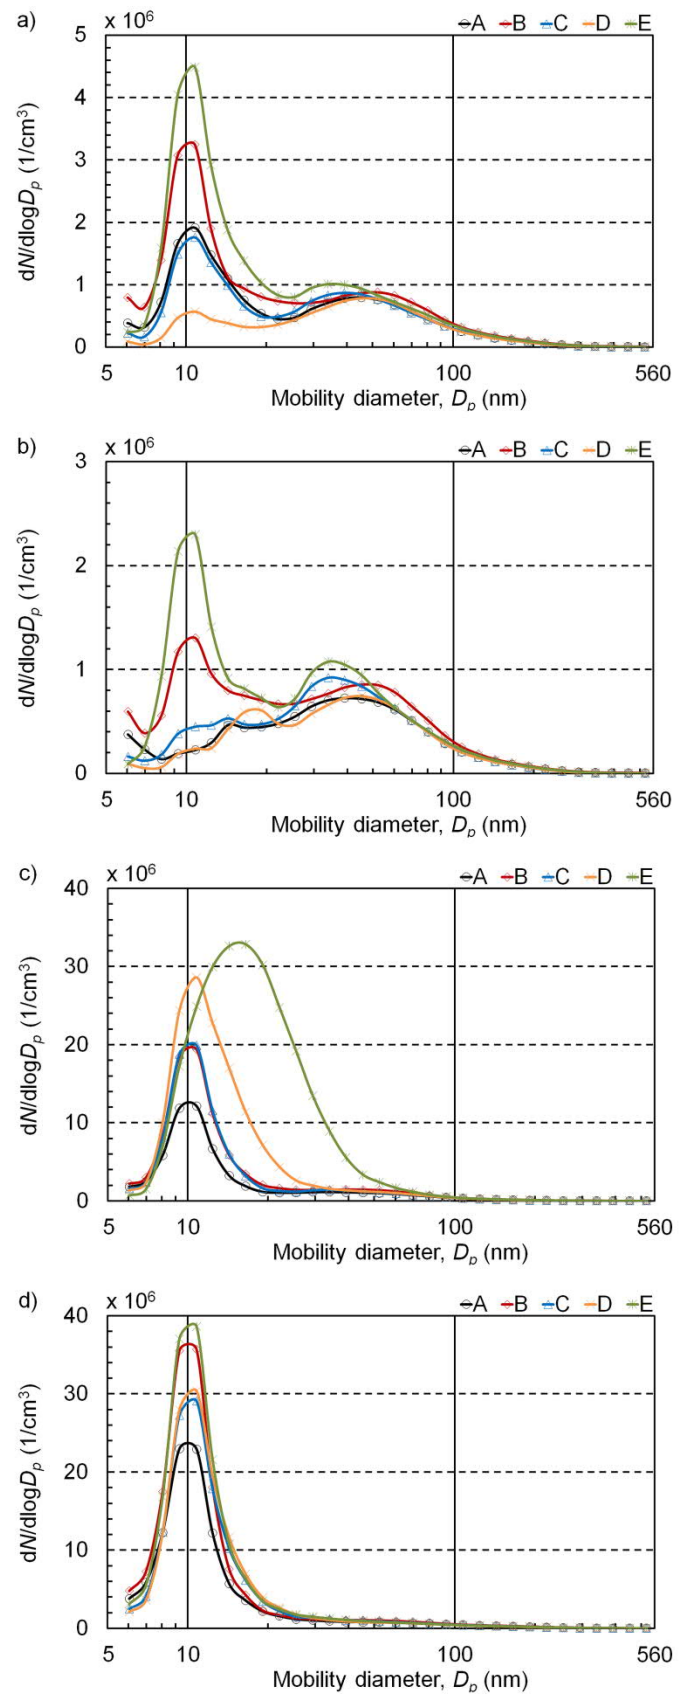 a)
x 10⁶
A B C D E
5
4
3
2
1
0
dN/dlogDp (1/cm³)
5 10 100 560
Mobility diameter, Dp (nm)
b)
x 10⁶
A B C D E
3
2
1
0
dN/dlogDp (1/cm³)
5 10 100 560
Mobility diameter, Dp (nm)
c)
x 10⁶
A B C D E
40
30
20
10
0
dN/dlogDp (1/cm³)
5 10 100 560
Mobility diameter, Dp (nm)
d)
x 10⁶
A B C D E
40
30
20
10
0
dN/dlogDp (1/cm³)
5 10 100 560
Mobility diameter, Dp (nm)